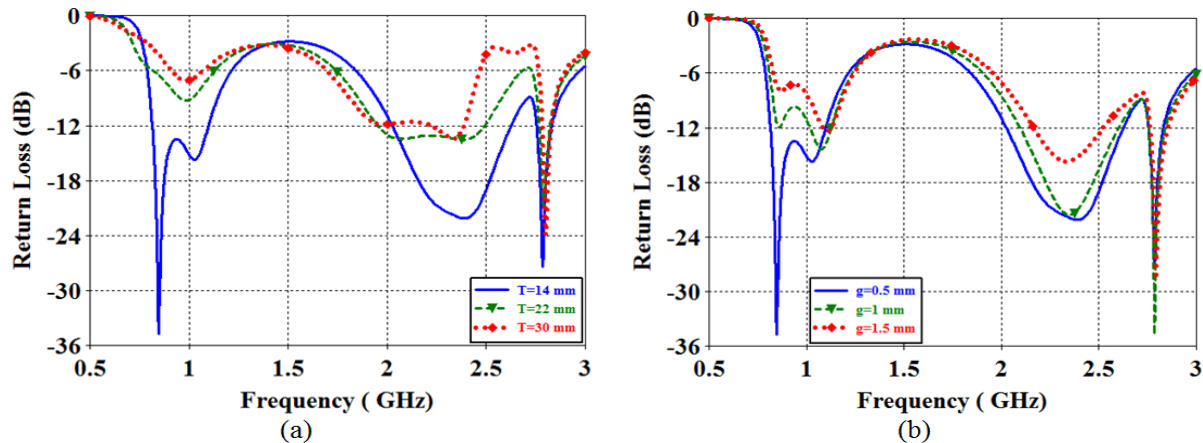 Return Loss (dB)
0
-6
-12
-18
-24
-30
-36
0.5
1
1.5
2
2.5
3
T=14 mm
T=22 mm
T=30 mm
Frequency ( GHz)
(a)
Return Loss (dB)
0
-6
-12
-18
-24
-30
-36
0.5
1
1.5
2
2.5
3
g=0.5 mm
g=1 mm
g=1.5 mm
Frequency ( GHz)
(b)